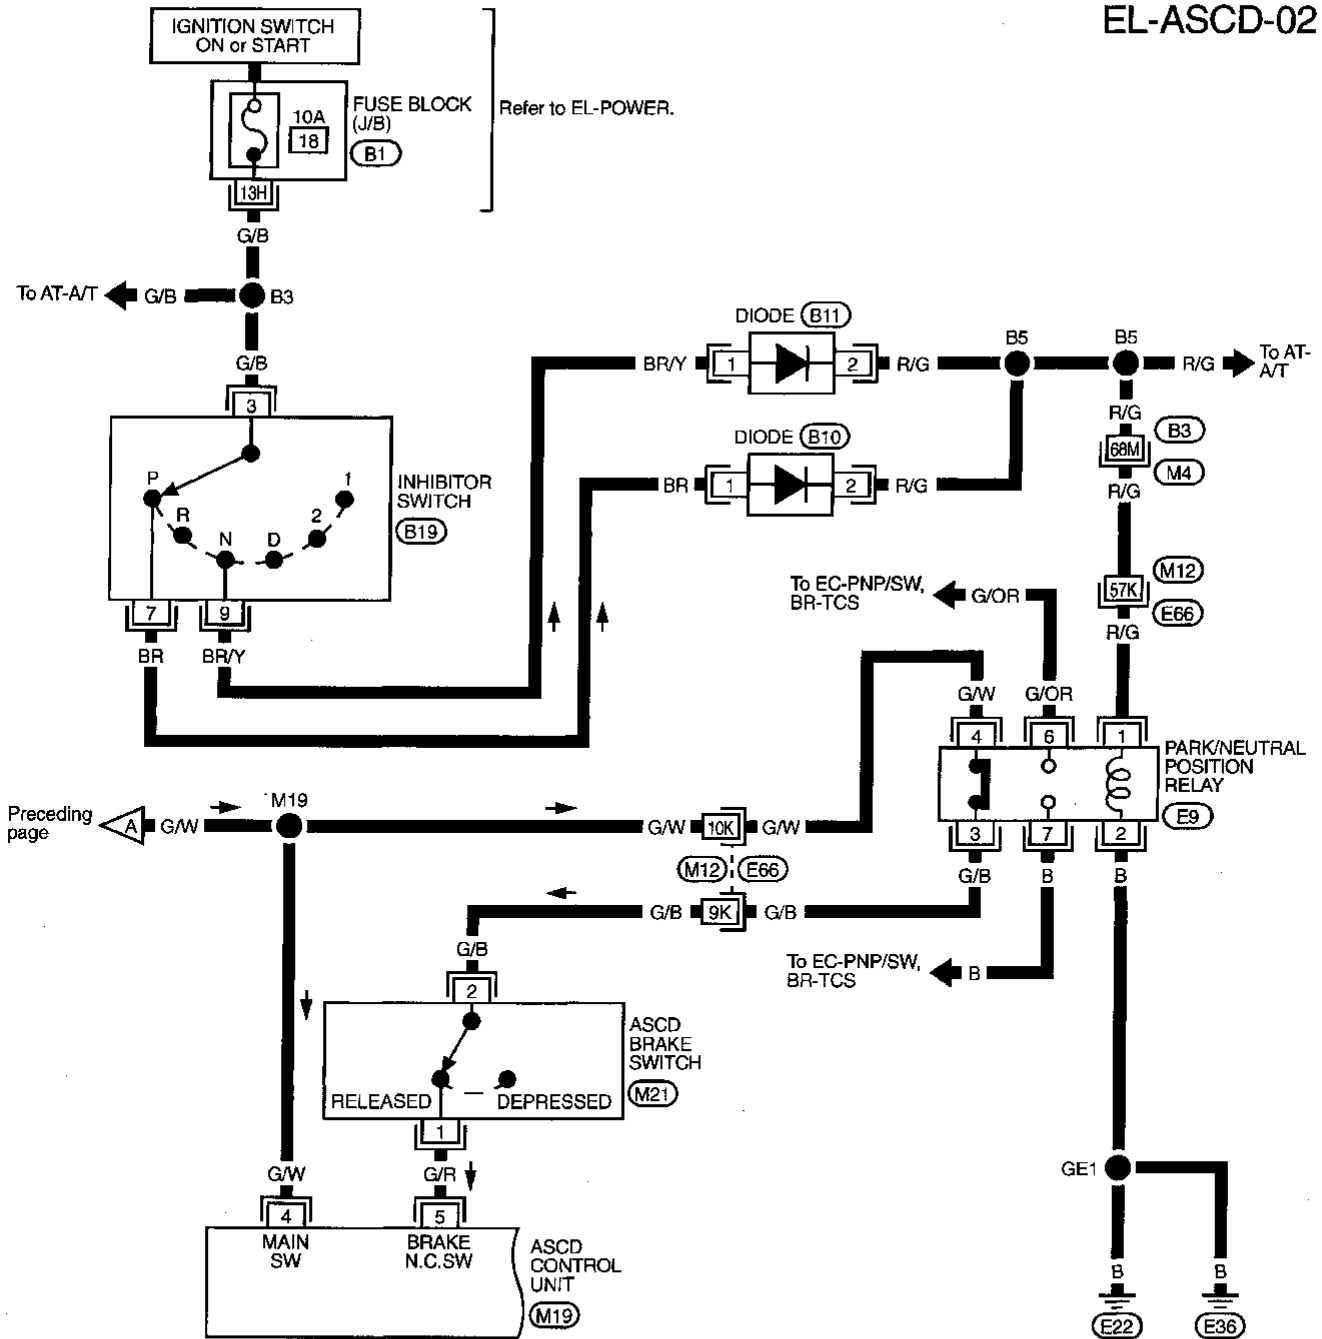 EL-ASCD-02
IGNITION SWITCH
ON or START
FUSE BLOCK
(J/B)
B1
10A
18
13H
Refer to EL-POWER.
G/B
To AT-A/T
G/B
B3
G/B
3
DIODE B11
BR/Y
1
2
R/G
B5
B5
R/G
To AT-
A/T
R/G
68M
B3
M4
R/G
DIODE B10
BR
1
2
R/G
INHIBITOR
SWITCH
B19
P
R
N
D
2
1
7
9
BR
BR/Y
57K
M12
E66
R/G
To EC-PNP/SW,
BR-TCS
G/OR
G/W
G/OR
4
6
1
PARK/NEUTRAL
POSITION
RELAY
E9
3
7
2
G/B
B
B
Preceding
page
A
G/W
M19
G/W
10K
G/W
M12
E66
G/B
9K
G/B
To EC-PNP/SW,
BR-TCS
B
G/B
2
ASCD
BRAKE
SWITCH
M21
RELEASED
DEPRESSED
1
G/W
G/R
4
5
MAIN
SW
BRAKE
N.C.SW
ASCD
CONTROL
UNIT
M19
GE1
B
B
E22
E36